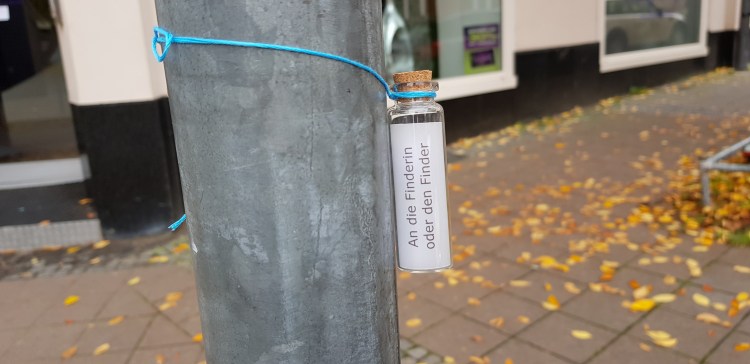 An die Finderin
oder den Finder